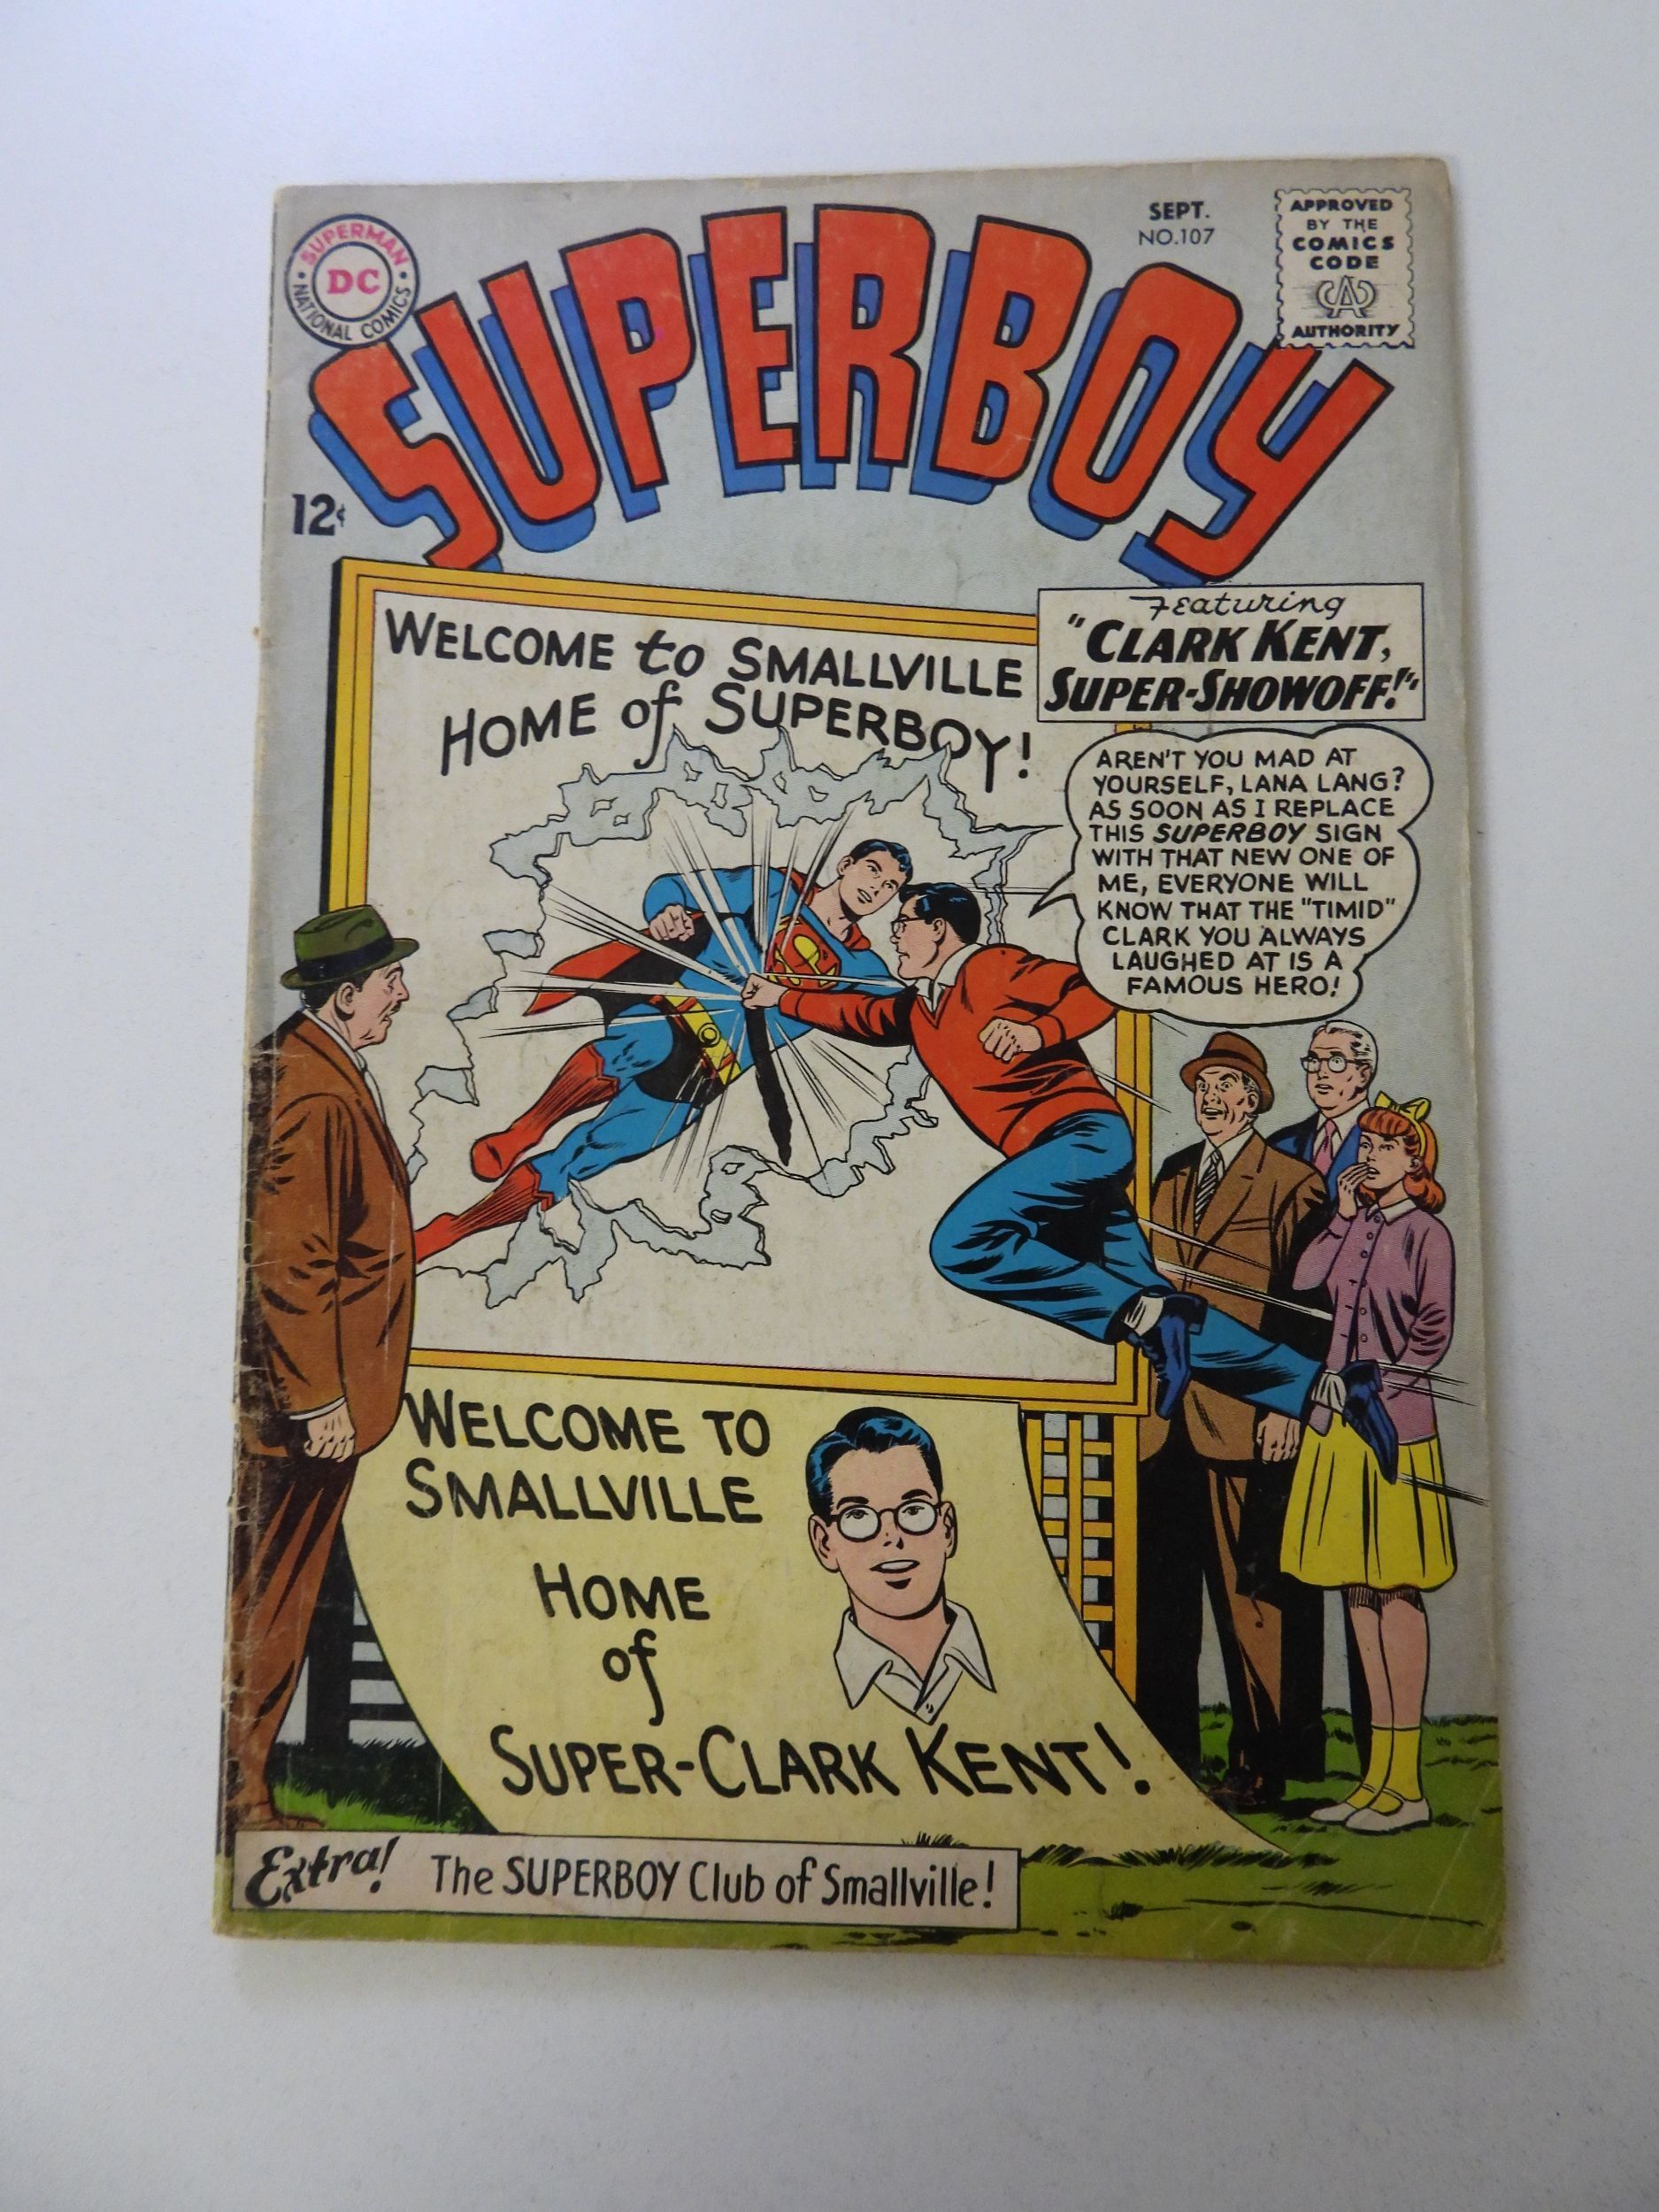 SUPERMAN
DC
NATIONAL COMICS
SUPERBOY
SEPT.
NO.107
APPROVED
BY THE
COMICS
CODE
CA
AUTHORITY
12¢
WELCOME to SMALLVILLE
HOME of SUPERBOY!
Featuring
"CLARK KENT,
SUPER-SHOWOFF!"
AREN'T YOU MAD AT
YOURSELF, LANA LANG?
AS SOON AS I REPLACE
THIS SUPERBOY SIGN
WITH THAT NEW ONE OF
ME, EVERYONE WILL
KNOW THAT THE "TIMID"
CLARK YOU ALWAYS
LAUGHED AT IS A
FAMOUS HERO!
WELCOME TO
SMALLVILLE
HOME
of
SUPER-CLARK KENT!
Extra! The SUPERBOY Club of Smallville!